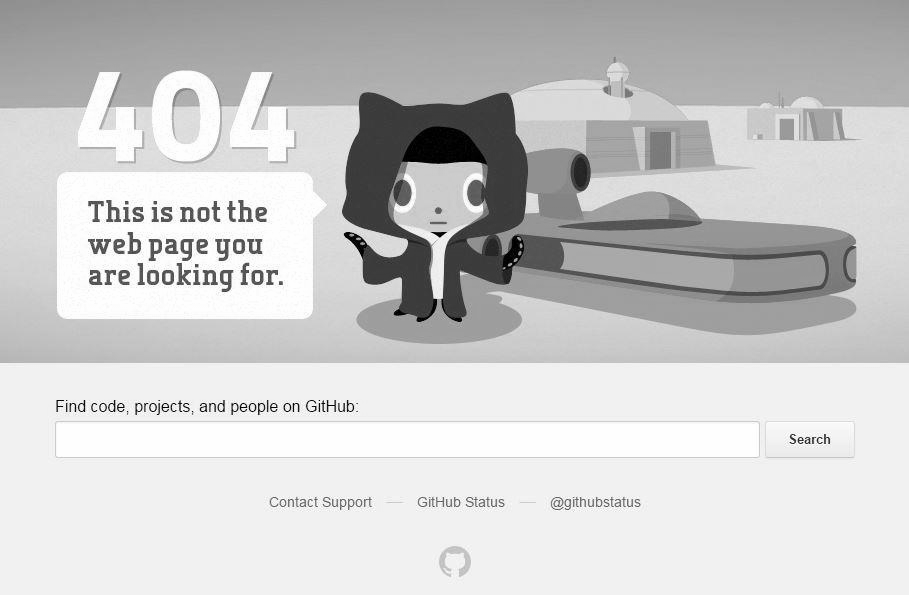 404
This is not the
web page you
are looking for.
Find code, projects, and people on GitHub:
Search
Contact Support — GitHub Status — @githubstatus